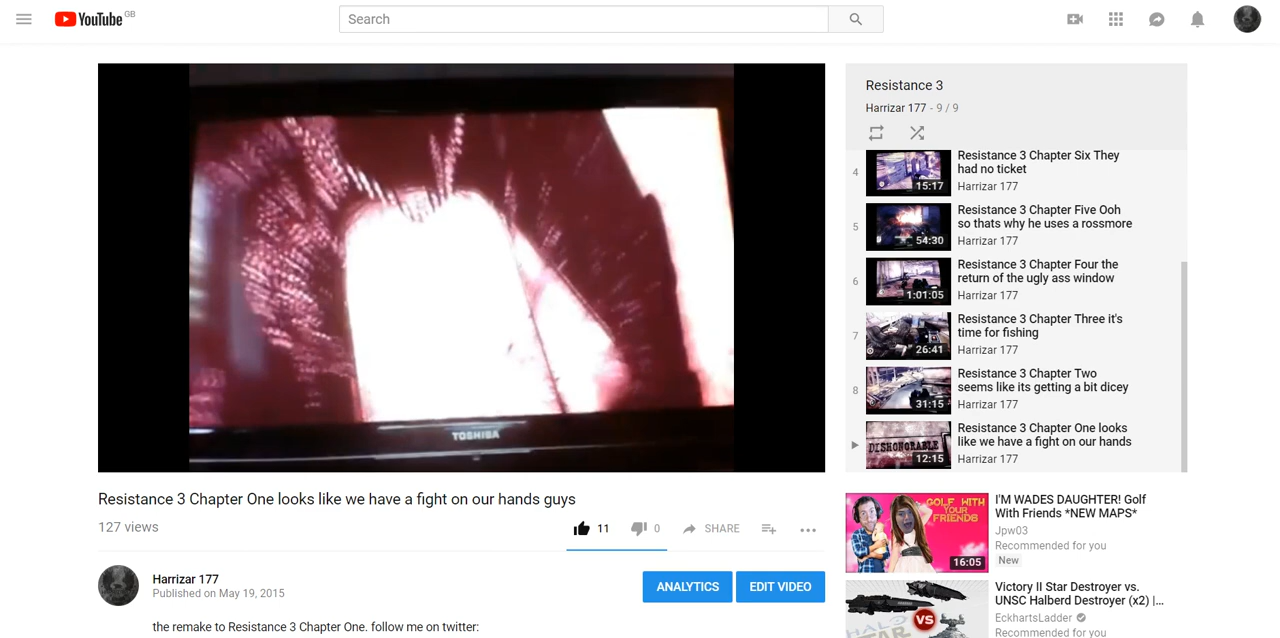 YouTube GB
Search
TOSHIBA
Resistance 3 Chapter One looks like we have a fight on our hands guys
127 views
11
0
SHARE
Harrizar 177
Published on May 19, 2015
ANALYTICS
EDIT VIDEO
the remake to Resistance 3 Chapter One. follow me on twitter:
Resistance 3
Harrizar 177 - 9 / 9
4
15:17
Resistance 3 Chapter Six They
had no ticket
Harrizar 177
5
54:30
Resistance 3 Chapter Five Ooh
so thats why he uses a rossmore
Harrizar 177
6
1:01:05
Resistance 3 Chapter Four the
return of the ugly ass window
Harrizar 177
7
26:41
Resistance 3 Chapter Three it's
time for fishing
Harrizar 177
8
31:15
Resistance 3 Chapter Two
seems like its getting a bit dicey
Harrizar 177
DISHONORABLE
12:15
Resistance 3 Chapter One looks
like we have a fight on our hands
Harrizar 177
GOLF WITH
YOUR
FRIENDS
16:05
I'M WADES DAUGHTER! Golf
With Friends *NEW MAPS*
Jpw03
Recommended for you
New
HALO
STAR
VS
Victory II Star Destroyer vs.
UNSC Halberd Destroyer (x2) |...
EckhartsLadder
Recommended for you